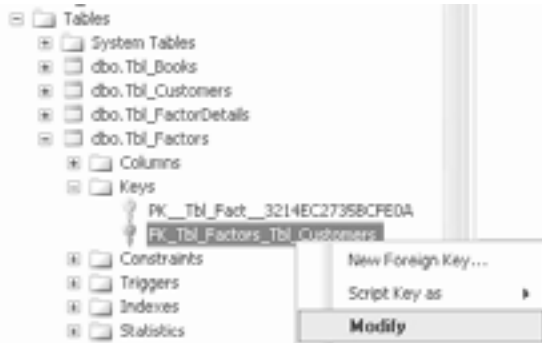 Tables
System Tables
dbo.Tbl_Books
dbo.Tbl_Customers
dbo.Tbl_FactorDetails
dbo.Tbl_Factors
Columns
Keys
PK__Tbl_Fact__3214EC2735BCFE0A
FK_Tbl_Factors_Tbl_Customers
Constraints
New Foreign Key...
Triggers
Script Key as
Indexes
Modify
Statistics